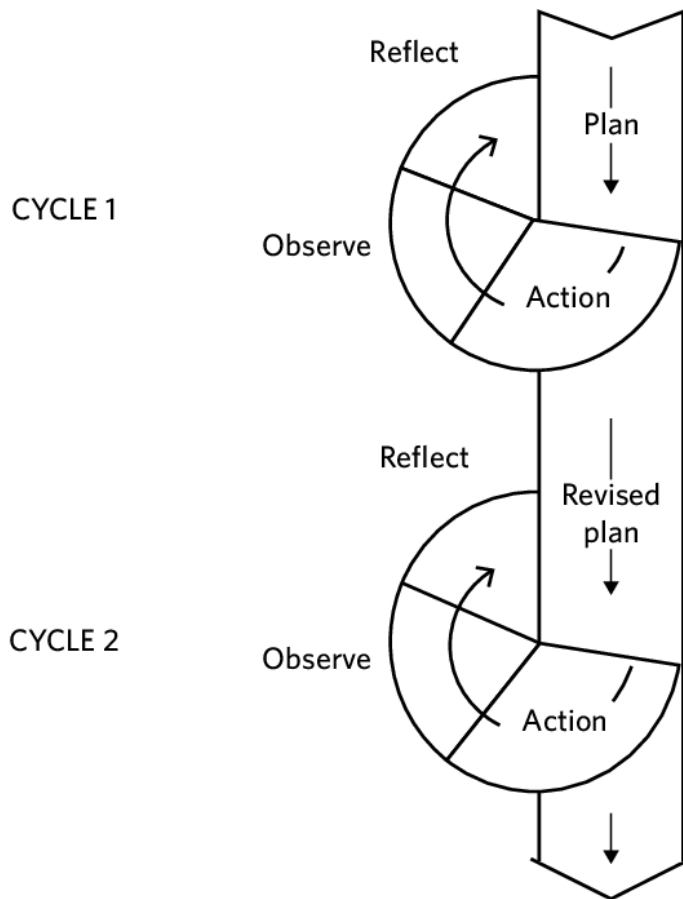 Reflect
Plan
CYCLE 1
Observe
Action
Reflect
Revised
plan
CYCLE 2
Observe
Action